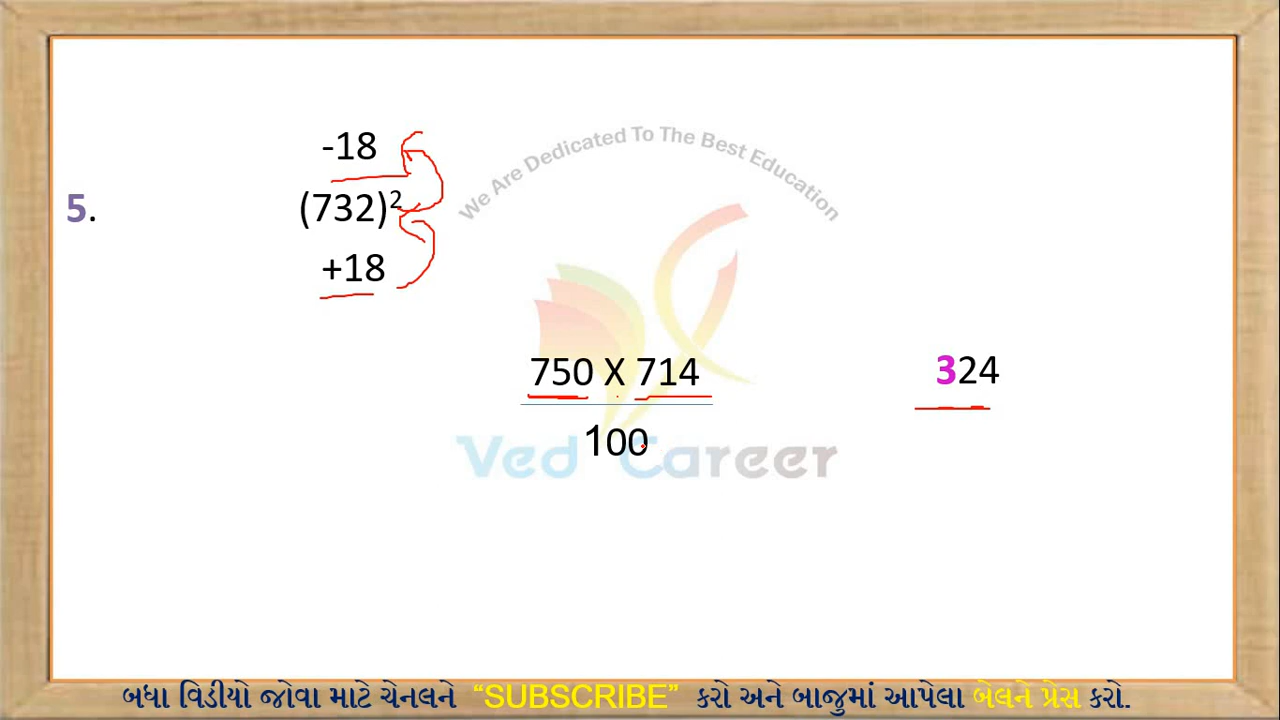 We Are Dedicated To The Best Education
-18
5.
(732)²
+18
750 X 714
324
100
Ved Career
બધા વિડીયો જોવા માટે ચેનલને “SUBSCRIBE” કરો અને બાજુમાં આપેલા બેલને પ્રેસ કરો.